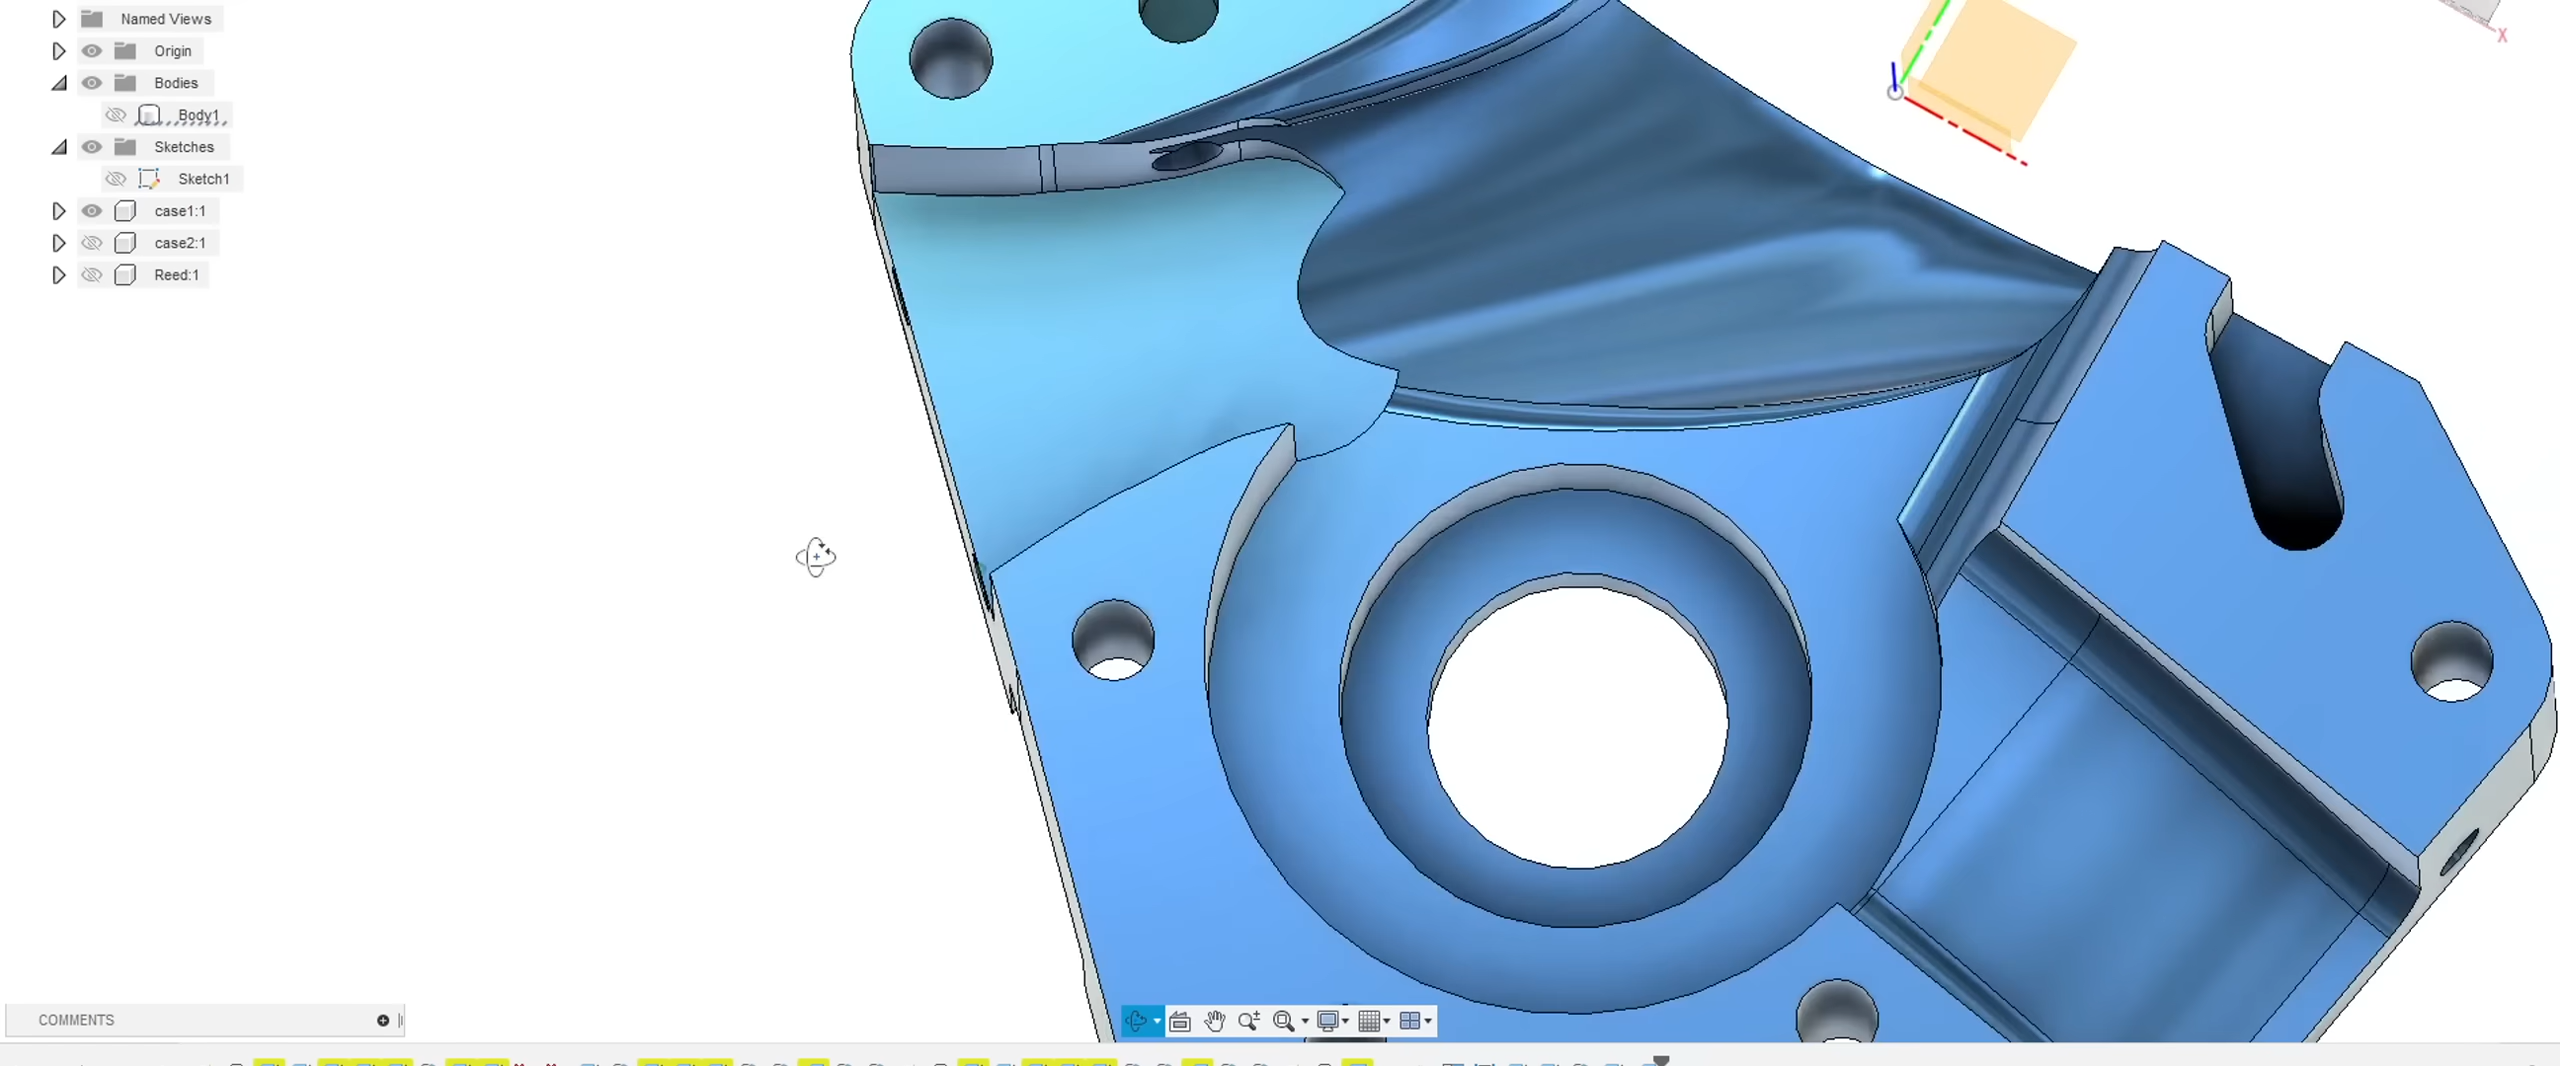 Named Views
Origin
Bodies
Body1
Sketches
Sketch1
case1:1
case2:1
Reed:1
X
COMMENTS